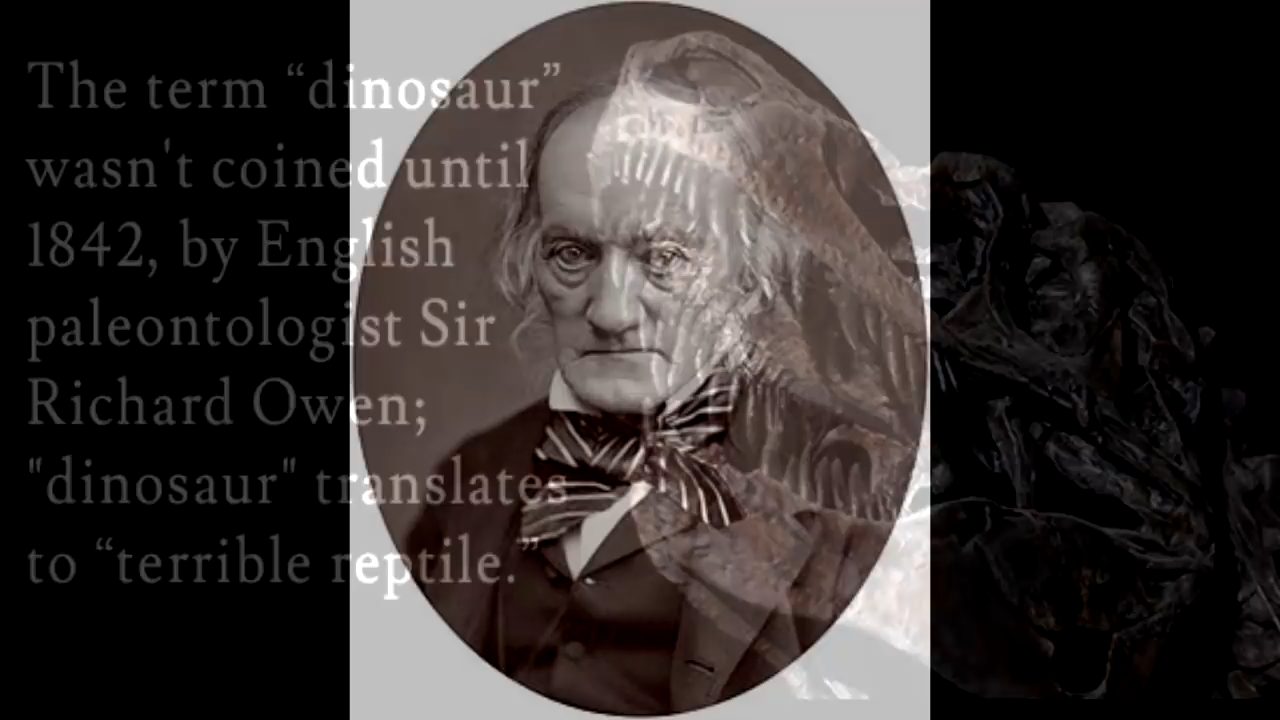 The term “dinosaur”
wasn't coined until
1842, by English
paleontologist Sir
Richard Owen;
"dinosaur" translates
to “terrible reptile.”